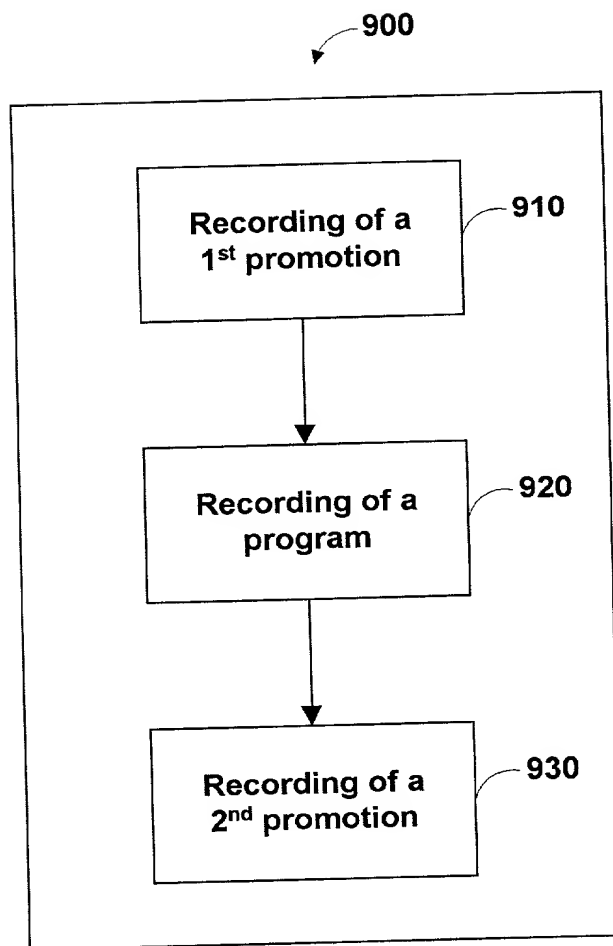 900
Recording of a
1st promotion
910
Recording of a
program
920
Recording of a
2nd promotion
930